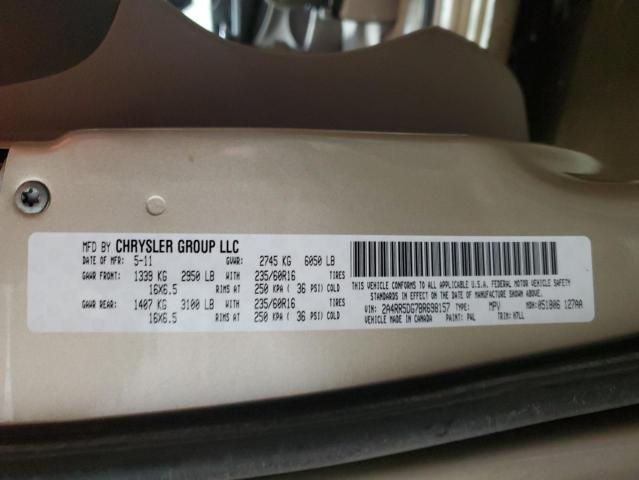 MFD BY CHRYSLER GROUP LLC
DATE OF MFR: 5-11 GVWR: 2745 KG 6050 LB
GAWR FRONT: 1339 KG 2950 LB WITH 235/60R16 TIRES
16X6.5 RIMS AT 250 KPA ( 36 PSI) COLD
GAWR REAR: 1407 KG 3100 LB WITH 235/60R16 TIRES
16X6.5 RIMS AT 250 KPA ( 36 PSI) COLD
THIS VEHICLE CONFORMS TO ALL APPLICABLE U.S.A. FEDERAL MOTOR VEHICLE SAFETY
STANDARDS IN EFFECT ON THE DATE OF MANUFACTURE SHOWN ABOVE.
VIN: 2A4RR5DG7BR698157 TYPE: MPV MDH: 051806 127AA
VEHICLE MADE IN CANADA PAINT: PAL TRIM: H7LL